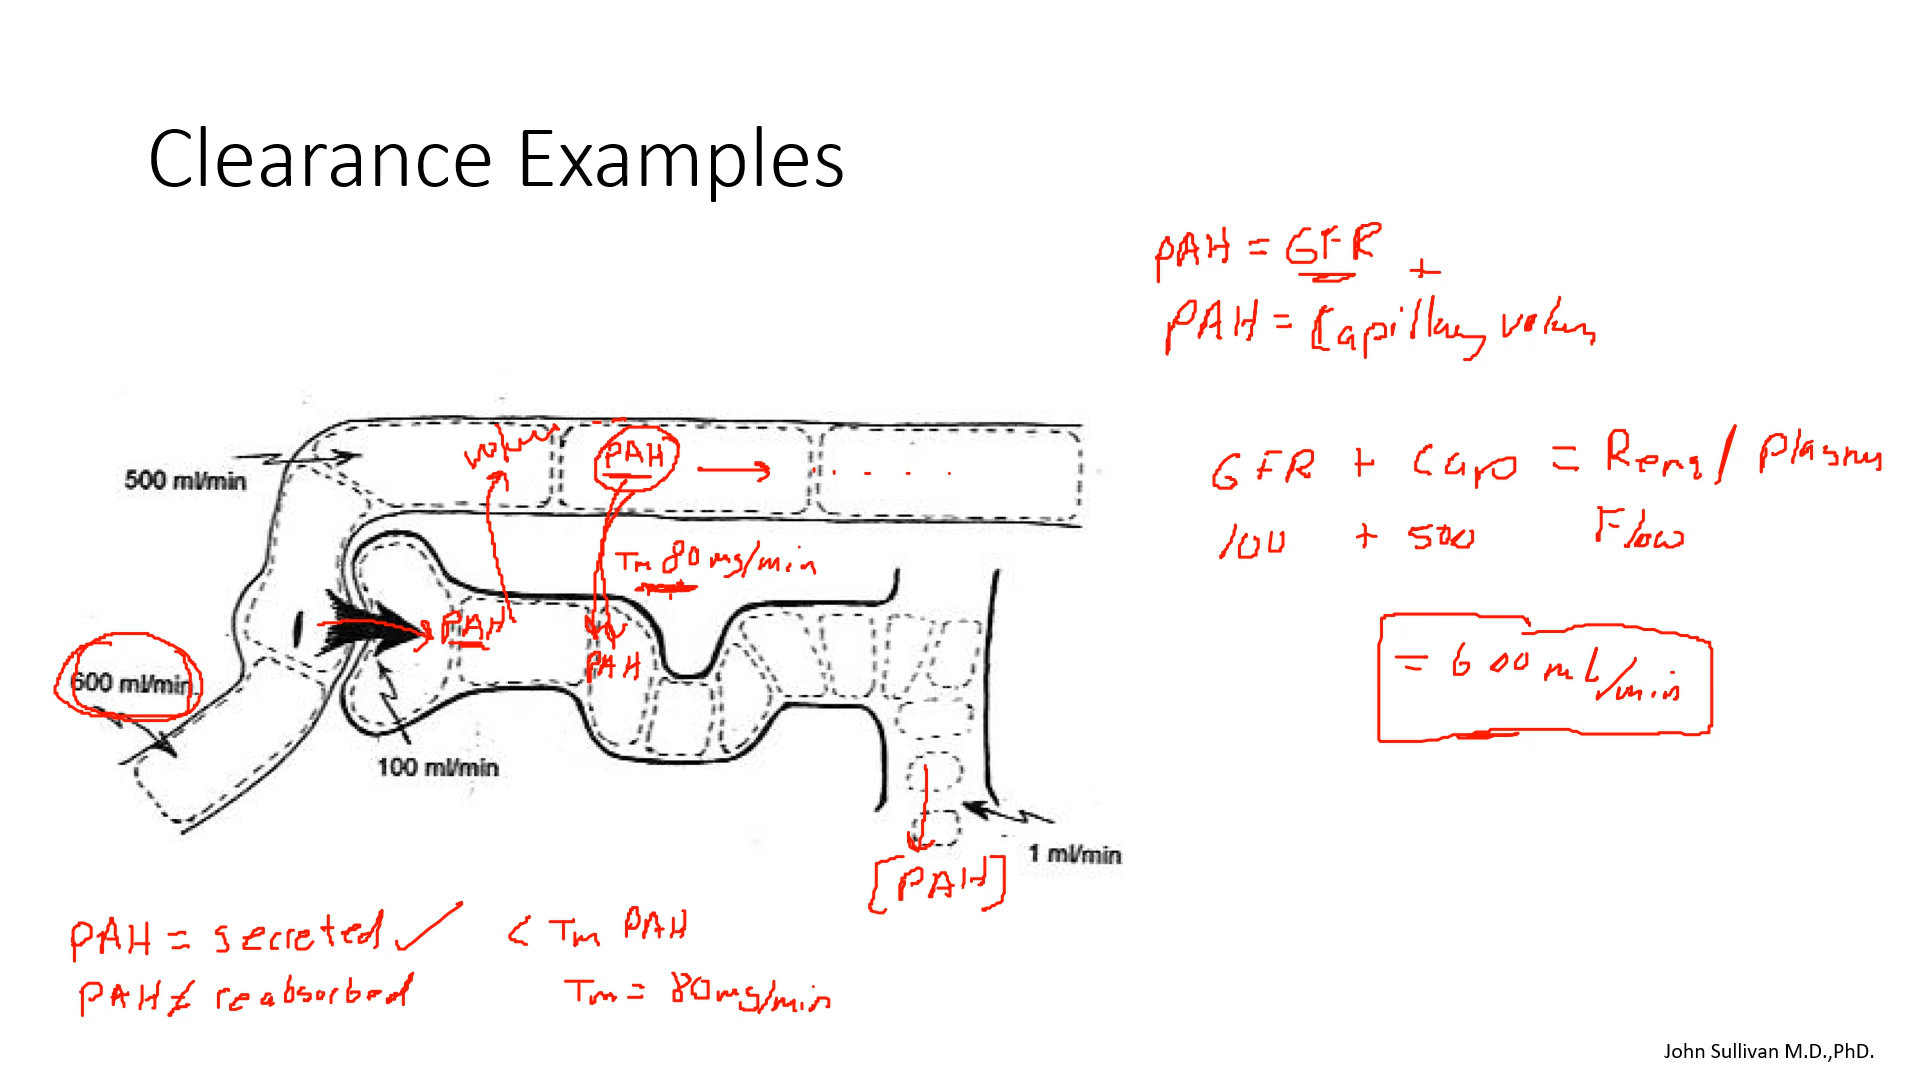 Clearance Examples
PAH = GFR +
PAH = Capillary volum
500 ml/min
volume
PAH
GFR + Cap = Renal / Plasma
Flow
100 + 500
Tm 80 mg/min
PAH
PAH
600 ml/min
= 600 mL/min
100 ml/min
1 ml/min
[PAH]
PAH = secreted ✓ < Tm PAH
PAH ≠ reabsorbed Tm = 80mg/min
John Sullivan M.D.,PhD.